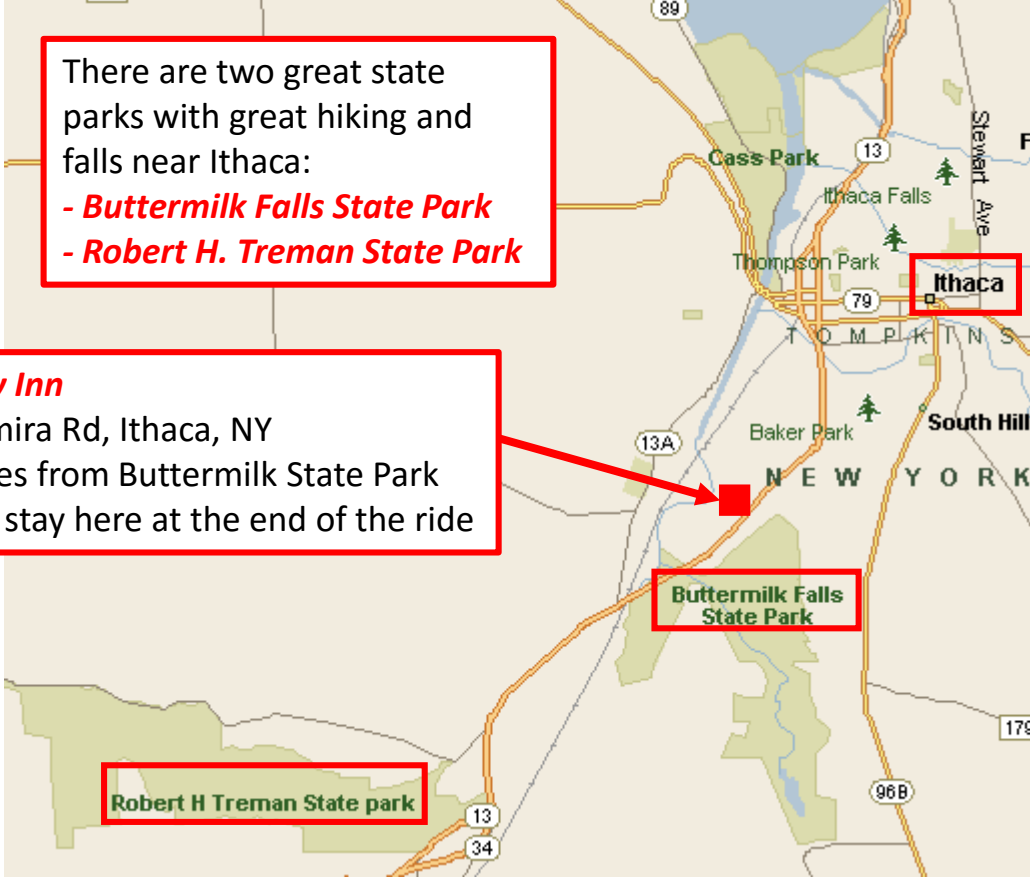 89
There are two great state
parks with great hiking and
falls near Ithaca:
- Buttermilk Falls State Park
- Robert H. Treman State Park
Cass Park
13
Stewart Ave
F
Ithaca Falls
Thompson Park
Ithaca
79
TOMPKINS
y Inn
mira Rd, Ithaca, NY
es from Buttermilk State Park
stay here at the end of the ride
13A
Baker Park
South Hill
NEW YORK
Buttermilk Falls
State Park
179
96B
Robert H Treman State park
13
34